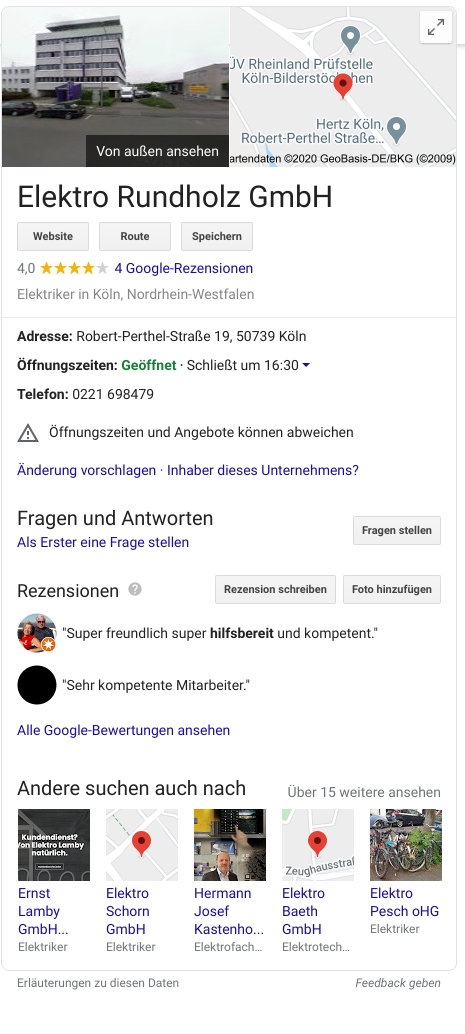 ÜV Rheinland Prüfstelle
Köln-Bilderstöckchen
Hertz Köln,
Robert-Perthel Straße...
Von außen ansehen
artendaten ©2020 GeoBasis-DE/BKG (©2009)
Elektro Rundholz GmbH
Website Route Speichern
4,0 4 Google-Rezensionen
Elektriker in Köln, Nordrhein-Westfalen
Adresse: Robert-Perthel-Straße 19, 50739 Köln
Öffnungszeiten: Geöffnet · Schließt um 16:30
Telefon: 0221 698479
Öffnungszeiten und Angebote können abweichen
Änderung vorschlagen · Inhaber dieses Unternehmens?
Fragen und Antworten
Fragen stellen
Als Erster eine Frage stellen
Rezensionen ? Rezension schreiben Foto hinzufügen
"Super freundlich super hilfsbereit und kompetent."
"Sehr kompetente Mitarbeiter."
Alle Google-Bewertungen ansehen
Andere suchen auch nach Über 15 weitere ansehen
Kundendienst?
Von Elektro Lamby
natürlich.
Zeughausstraß
Ernst
Lamby
GmbH...
Elektriker
Elektro
Schorn
GmbH
Elektriker
Hermann
Josef
Kastenho...
Elektrofach...
Elektro
Baeth
GmbH
Elektrotech...
Elektro
Pesch oHG
Elektriker
Erläuterungen zu diesen Daten Feedback geben